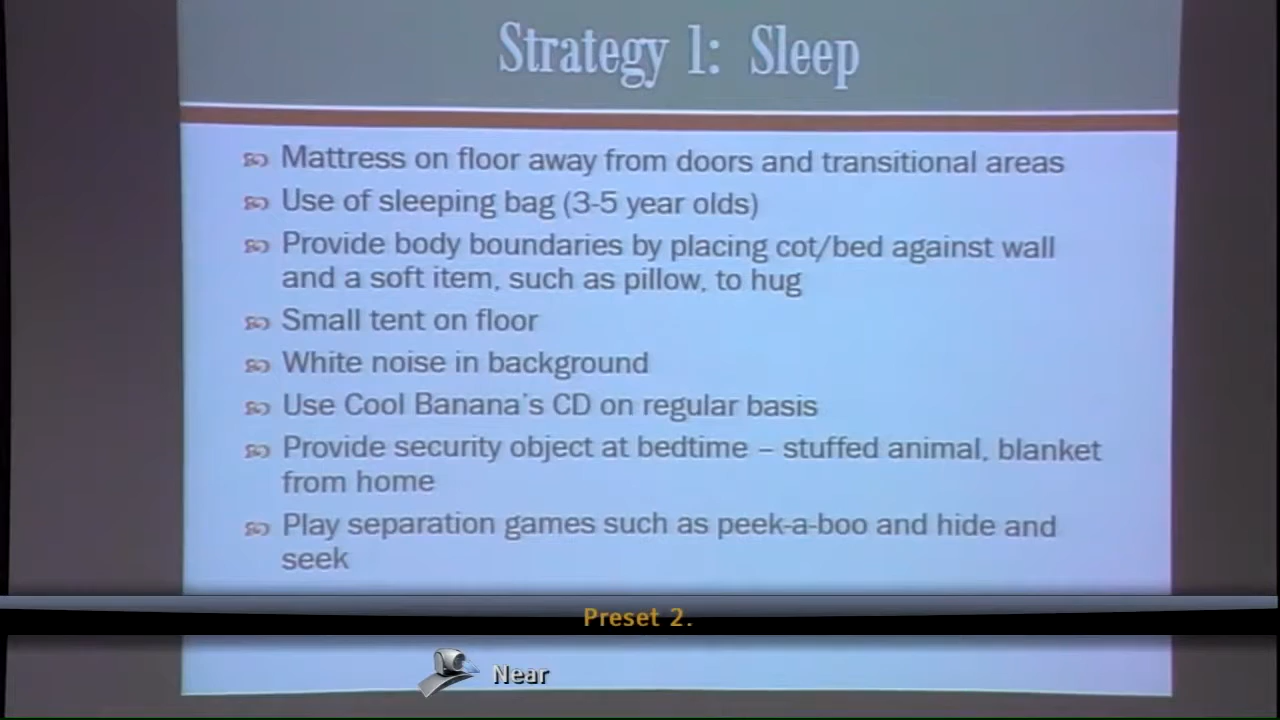 Strategy 1: Sleep
Mattress on floor away from doors and transitional areas
Use of sleeping bag (3-5 year olds)
Provide body boundaries by placing cot/bed against wall
and a soft item, such as pillow, to hug
Small tent on floor
White noise in background
Use Cool Banana's CD on regular basis
Provide security object at bedtime – stuffed animal, blanket
from home
Play separation games such as peek-a-boo and hide and
seek
Preset 2.
Near